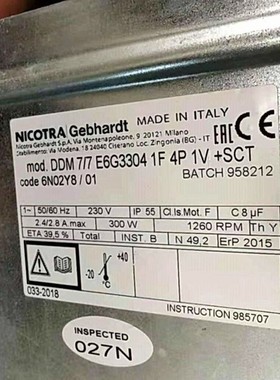 NICOTRA Gebhardt MADE IN ITALY
Nicotra Gebhardt S.p.A. Via Montenapoleone, 9 20121 Milano
Stabilimento: Via Modena, 18 24040 Ciserano Loc. Zingonia (BG) - IT
EAC CE
mod. DDM 7/7 E6G3304 1F 4P 1V +SCT
code 6N02Y8 / 01 BATCH 958212
1~ 50/60 Hz 230 V IP 55 Cl.Is.Mot. F C 8 µF
2.4/2.8 A max 300 W 1260 RPM Th Y
ETA 39,5 % INST. B N 49,2 ErP 2015
-20 +40
°C
033-2018 INSTRUCTION 985707
INSPECTED
027N